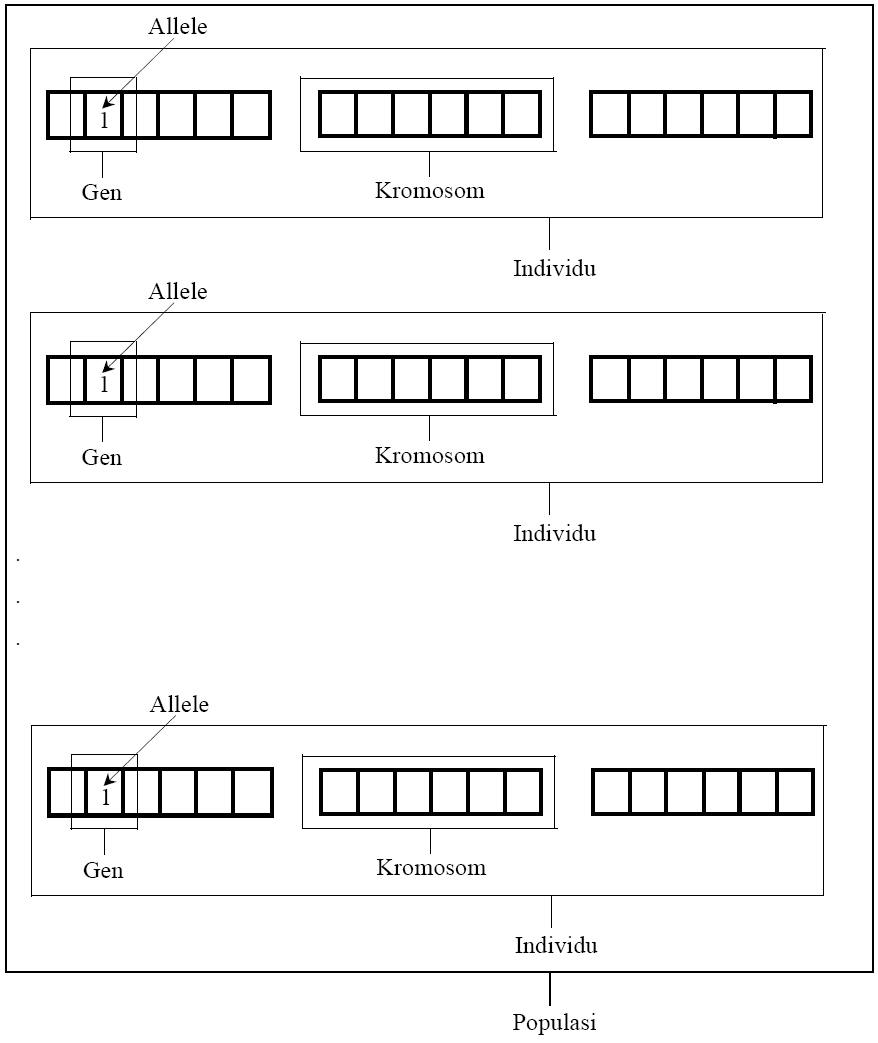 Allele
1
Gen
Kromosom
Individu
Allele
1
Gen
Kromosom
Individu
.
.
.
Allele
1
Gen
Kromosom
Individu
Populasi